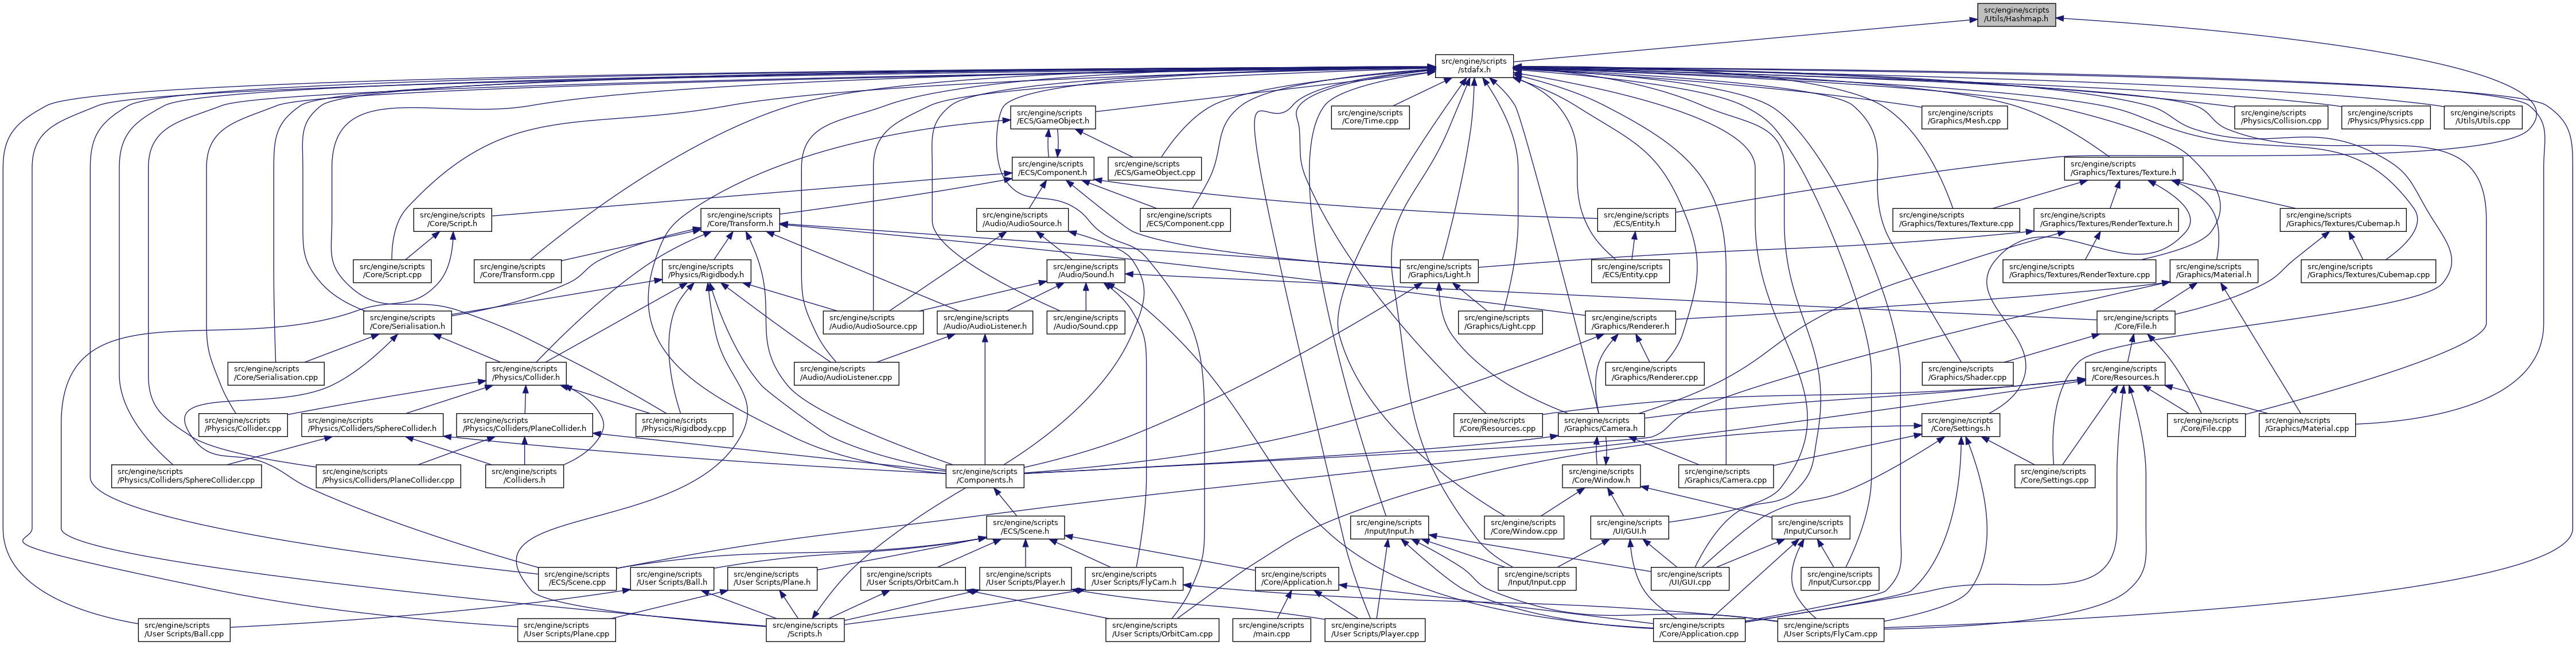 src/engine/scripts
/Utils/Hashmap.h
src/engine/scripts
/stdafx.h
src/engine/scripts
/ECS/GameObject.h
src/engine/scripts
/Core/Time.cpp
src/engine/scripts
/Graphics/Mesh.cpp
src/engine/scripts
/Physics/Collision.cpp
src/engine/scripts
/Physics/Physics.cpp
src/engine/scripts
/Utils/Utils.cpp
src/engine/scripts
/ECS/Component.h
src/engine/scripts
/ECS/GameObject.cpp
src/engine/scripts
/Graphics/Textures/Texture.h
src/engine/scripts
/Core/Script.h
src/engine/scripts
/Core/Transform.h
src/engine/scripts
/Audio/AudioSource.h
src/engine/scripts
/ECS/Component.cpp
src/engine/scripts
/ECS/Entity.h
src/engine/scripts
/Graphics/Textures/Texture.cpp
src/engine/scripts
/Graphics/Textures/RenderTexture.h
src/engine/scripts
/Graphics/Textures/Cubemap.h
src/engine/scripts
/Core/Script.cpp
src/engine/scripts
/Core/Transform.cpp
src/engine/scripts
/Physics/Rigidbody.h
src/engine/scripts
/Audio/Sound.h
src/engine/scripts
/Graphics/Light.h
src/engine/scripts
/ECS/Entity.cpp
src/engine/scripts
/Graphics/Textures/RenderTexture.cpp
src/engine/scripts
/Graphics/Material.h
src/engine/scripts
/Graphics/Textures/Cubemap.cpp
src/engine/scripts
/Core/Serialisation.h
src/engine/scripts
/Audio/AudioSource.cpp
src/engine/scripts
/Audio/AudioListener.h
src/engine/scripts
/Audio/Sound.cpp
src/engine/scripts
/Graphics/Light.cpp
src/engine/scripts
/Graphics/Renderer.h
src/engine/scripts
/Core/File.h
src/engine/scripts
/Core/Serialisation.cpp
src/engine/scripts
/Physics/Collider.h
src/engine/scripts
/Audio/AudioListener.cpp
src/engine/scripts
/Graphics/Renderer.cpp
src/engine/scripts
/Graphics/Shader.cpp
src/engine/scripts
/Core/Resources.h
src/engine/scripts
/Physics/Collider.cpp
src/engine/scripts
/Physics/Colliders/SphereCollider.h
src/engine/scripts
/Physics/Colliders/PlaneCollider.h
src/engine/scripts
/Physics/Rigidbody.cpp
src/engine/scripts
/Core/Resources.cpp
src/engine/scripts
/Graphics/Camera.h
src/engine/scripts
/Core/Settings.h
src/engine/scripts
/Core/File.cpp
src/engine/scripts
/Graphics/Material.cpp
src/engine/scripts
/Physics/Colliders/SphereCollider.cpp
src/engine/scripts
/Physics/Colliders/PlaneCollider.cpp
src/engine/scripts
/Colliders.h
src/engine/scripts
/Components.h
src/engine/scripts
/Core/Window.h
src/engine/scripts
/Graphics/Camera.cpp
src/engine/scripts
/Core/Settings.cpp
src/engine/scripts
/ECS/Scene.h
src/engine/scripts
/Input/Input.h
src/engine/scripts
/Core/Window.cpp
src/engine/scripts
/UI/GUI.h
src/engine/scripts
/Input/Cursor.h
src/engine/scripts
/ECS/Scene.cpp
src/engine/scripts
/User Scripts/Ball.h
src/engine/scripts
/User Scripts/Plane.h
src/engine/scripts
/User Scripts/OrbitCam.h
src/engine/scripts
/User Scripts/Player.h
src/engine/scripts
/User Scripts/FlyCam.h
src/engine/scripts
/Core/Application.h
src/engine/scripts
/Input/Input.cpp
src/engine/scripts
/UI/GUI.cpp
src/engine/scripts
/Input/Cursor.cpp
src/engine/scripts
/User Scripts/Ball.cpp
src/engine/scripts
/User Scripts/Plane.cpp
src/engine/scripts
/Scripts.h
src/engine/scripts
/User Scripts/OrbitCam.cpp
src/engine/scripts
/main.cpp
src/engine/scripts
/User Scripts/Player.cpp
src/engine/scripts
/Core/Application.cpp
src/engine/scripts
/User Scripts/FlyCam.cpp